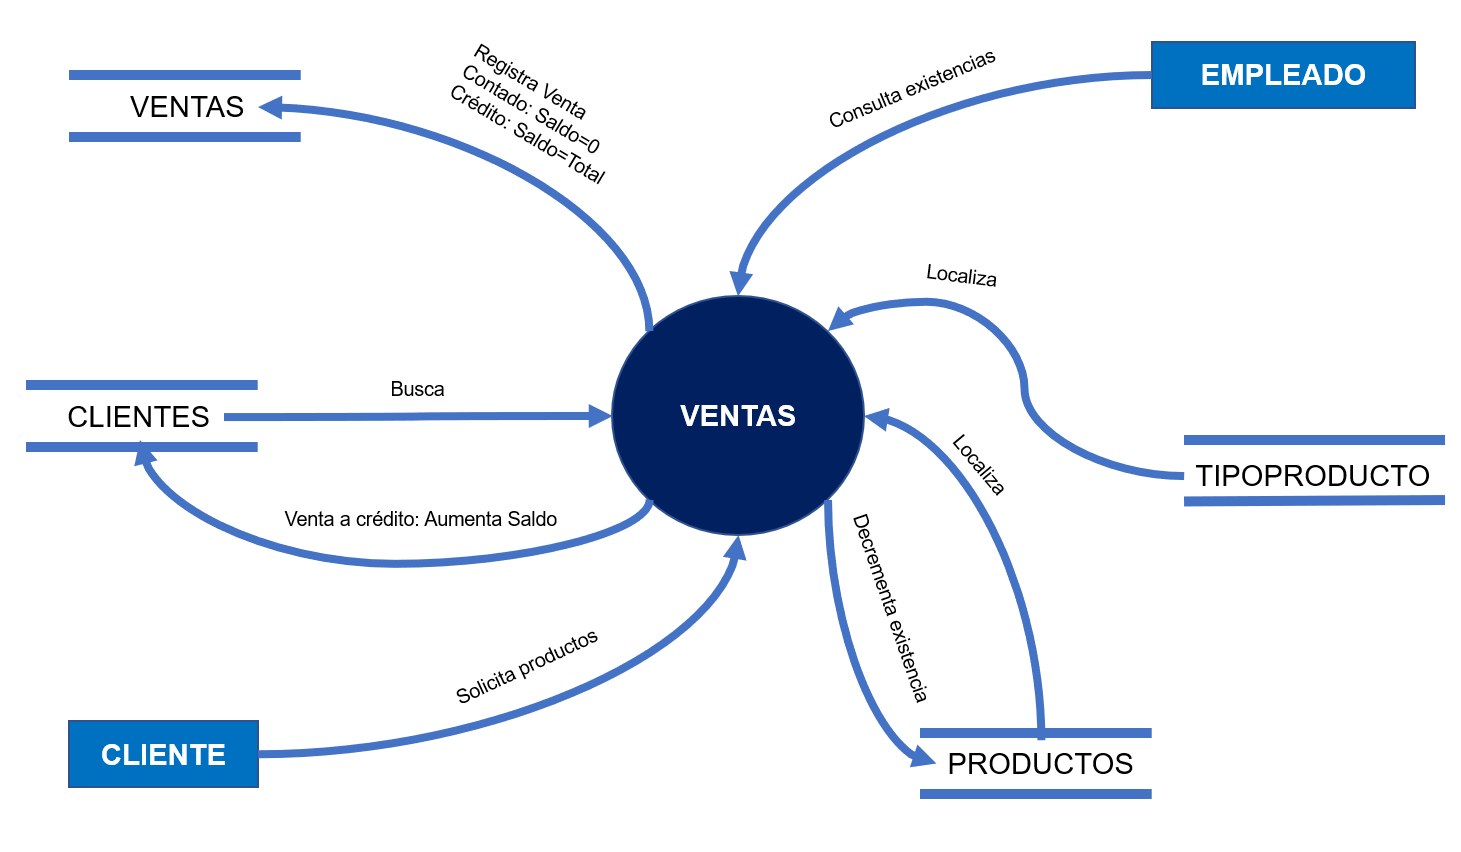 Registra Venta
Contado: Saldo=0
Crédito: Saldo=Total
Consulta existencias
EMPLEADO
VENTAS
Localiza
Busca
CLIENTES
VENTAS
Localiza
TIPOPRODUCTO
Venta a crédito: Aumenta Saldo
Decrementa existencia
Solicita productos
CLIENTE
PRODUCTOS